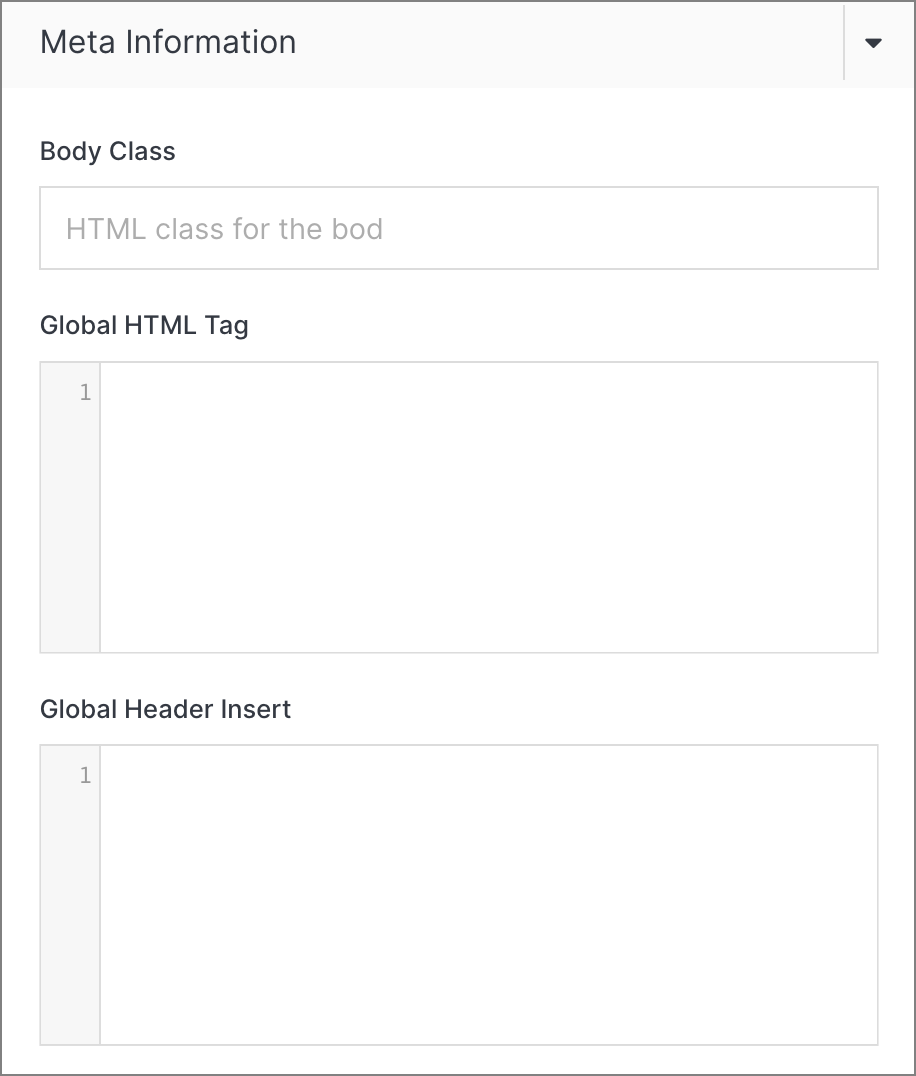 Meta Information
Body Class
HTML class for the bod
Global HTML Tag
1
Global Header Insert
1